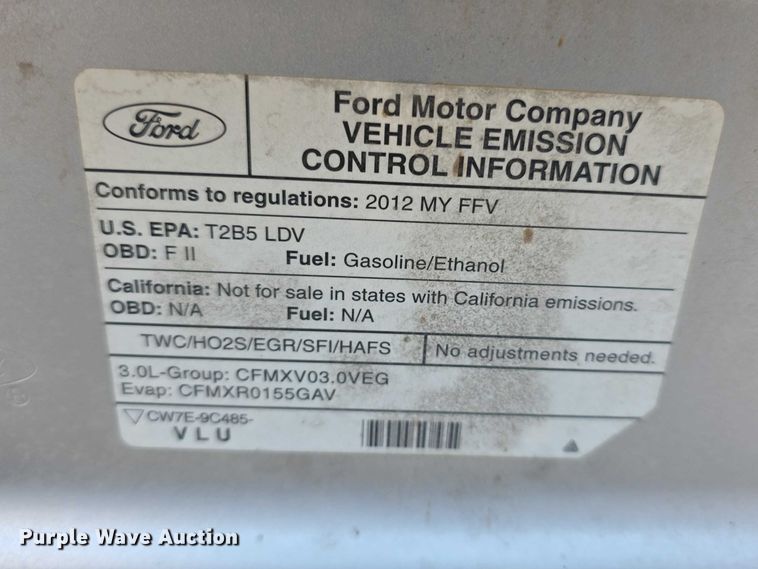 Ford
Ford Motor Company
VEHICLE EMISSION
CONTROL INFORMATION
Conforms to regulations: 2012 MY FFV
U.S. EPA: T2B5 LDV
OBD: F II Fuel: Gasoline/Ethanol
California: Not for sale in states with California emissions.
OBD: N/A Fuel: N/A
TWC/HO2S/EGR/SFI/HAFS No adjustments needed.
3.0L-Group: CFMXV03.0VEG
Evap: CFMXR0155GAV
CW7E-9C485-
VLU
Purple Wave Auction